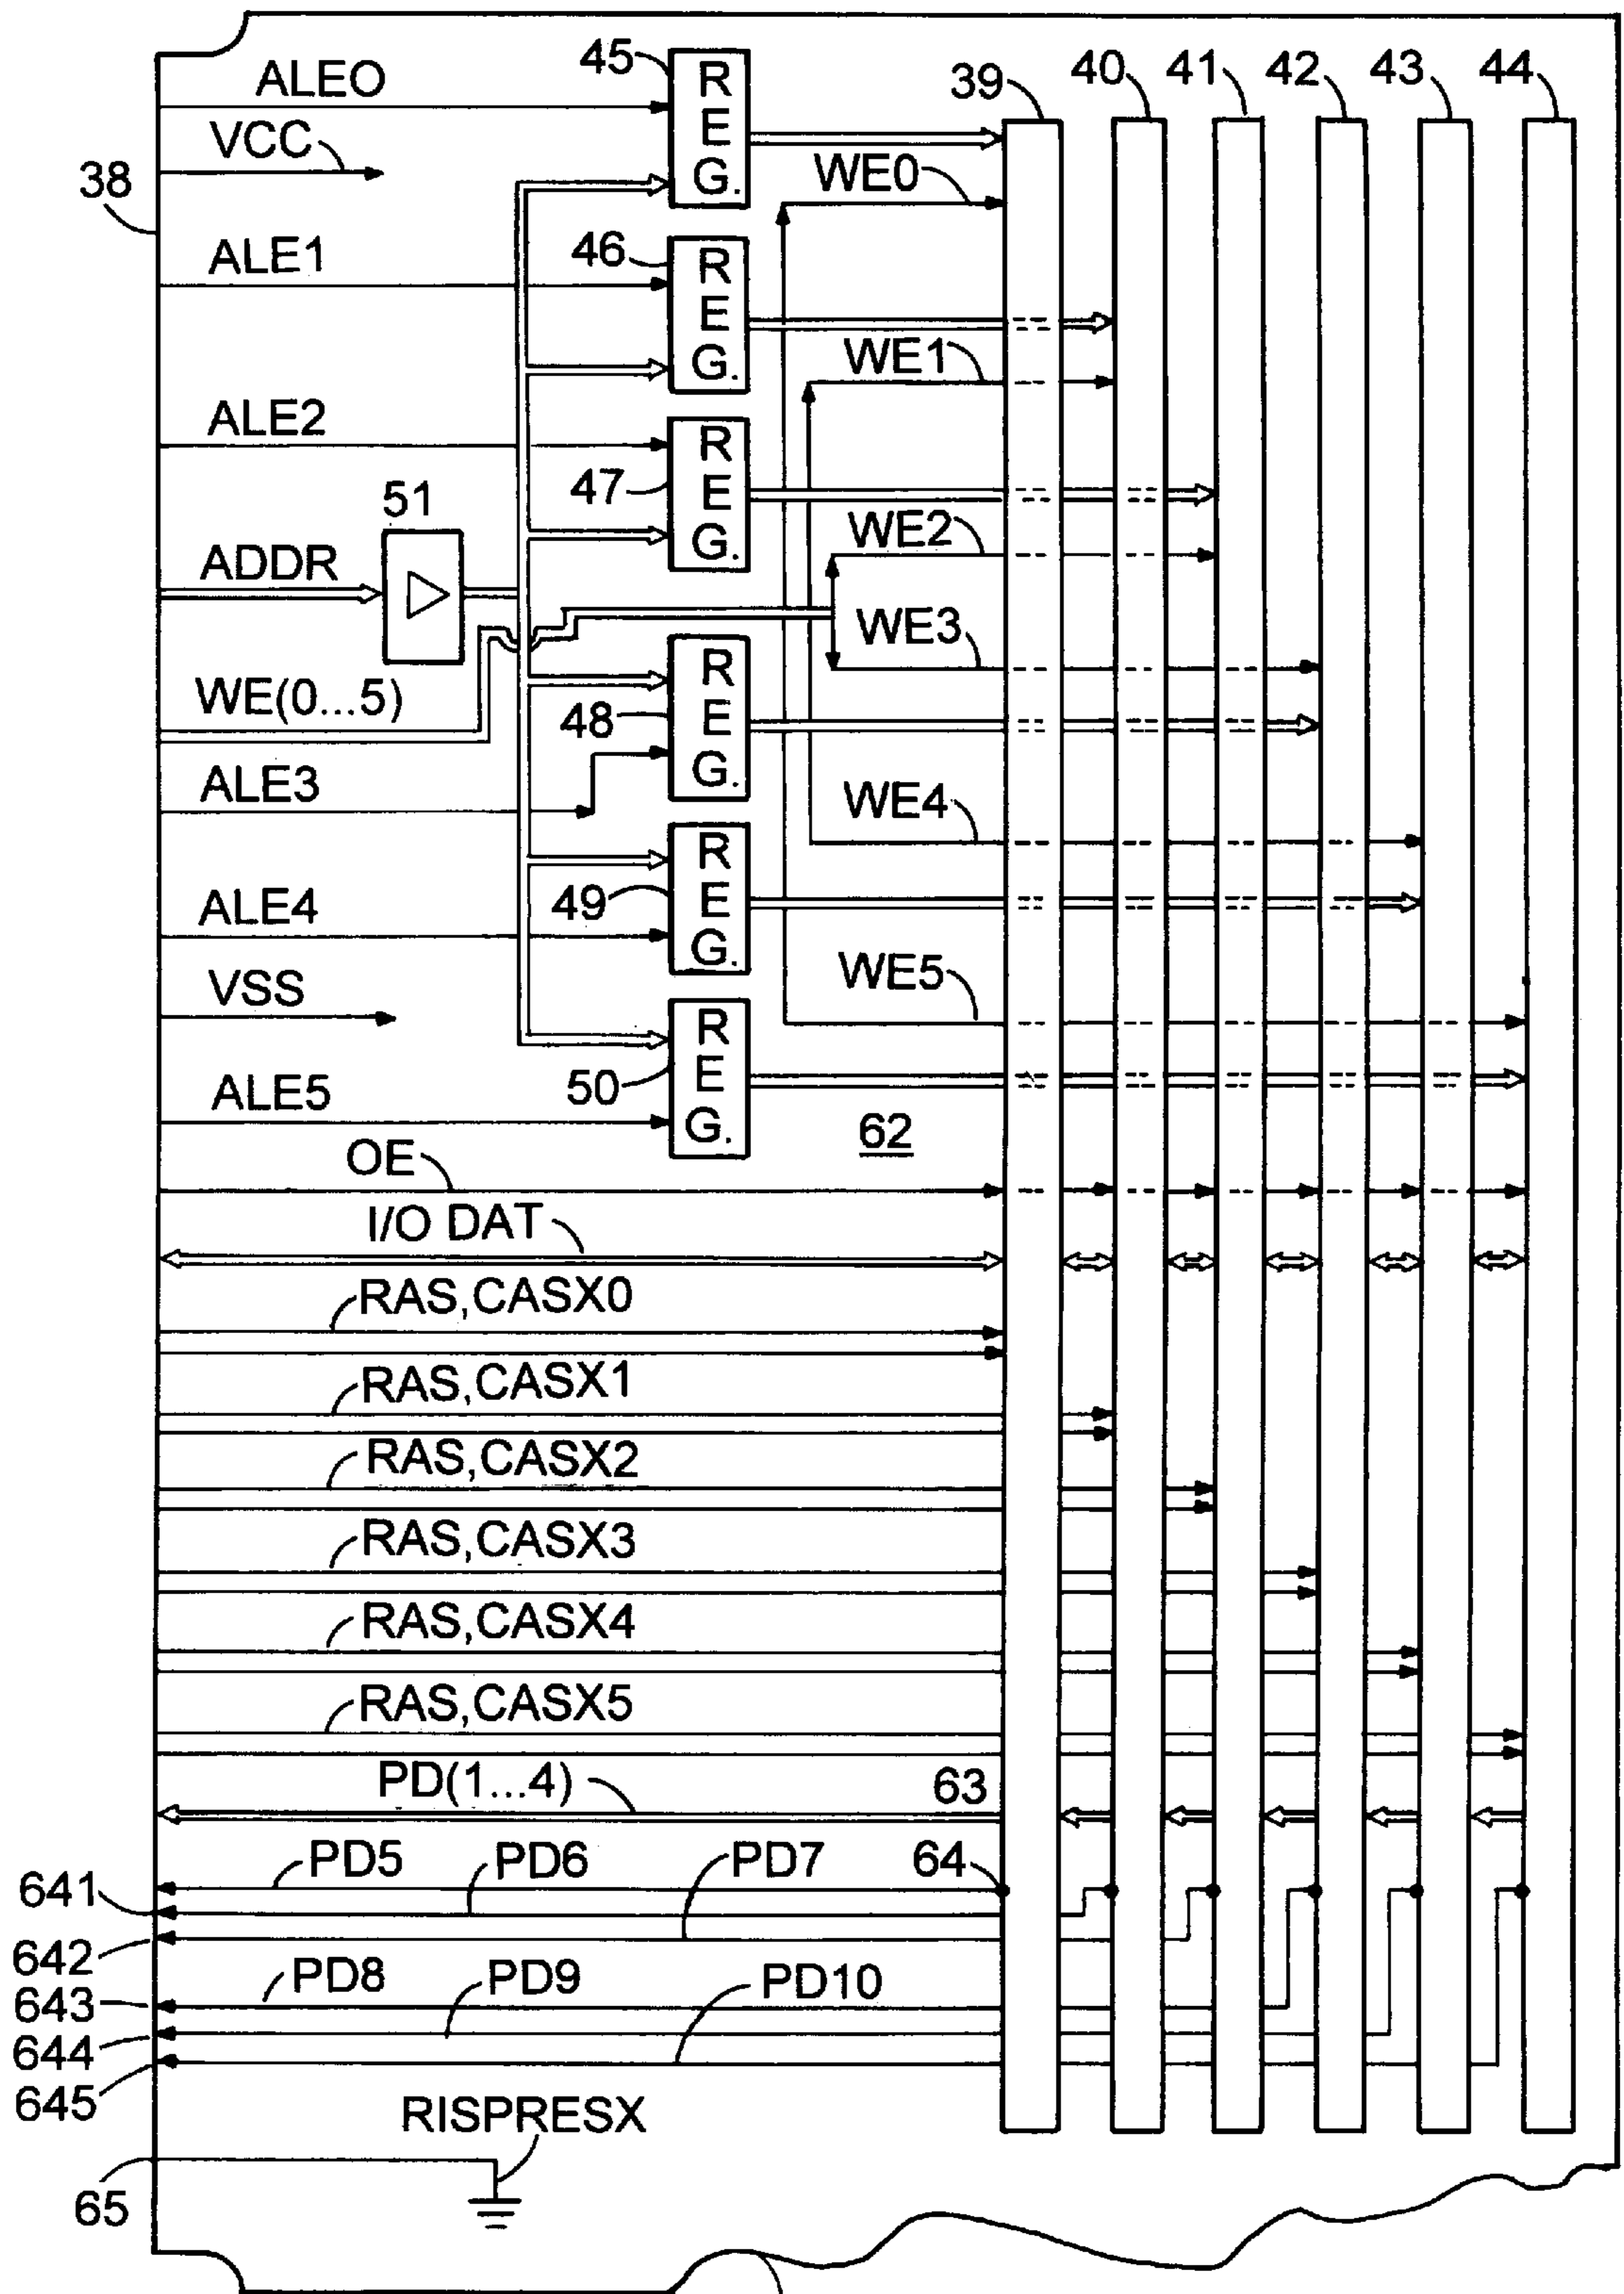 45
39
40
41
42
43
44
ALEO
R
E
G.
VCC
38
WE0
ALE1
46
R
E
G.
WE1
ALE2
47
R
E
G.
51
WE2
ADDR
WE3
WE(0...5)
48
R
E
G.
ALE3
WE4
49
R
E
G.
ALE4
VSS
WE5
50
R
E
G.
ALE5
62
OE
I/O DAT
RAS,CASX0
RAS,CASX1
RAS,CASX2
RAS,CASX3
RAS,CASX4
RAS,CASX5
PD(1...4)
63
PD5
PD6
PD7
64
641
642
PD8
PD9
PD10
643
644
645
RISPRESX
65